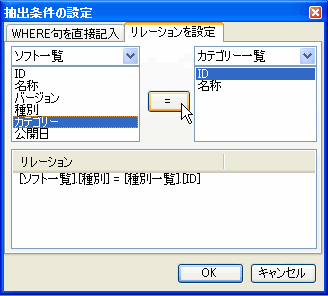 抽出条件の設定
WHERE句を直接記入 リレーションを設定
ソフト一覧 カテゴリー一覧
ID ID
名称 名称
バージョン
種別
カテゴリー
公開日
=
リレーション
[ソフト一覧].[種別] = [種別一覧].[ID]
OK キャンセル